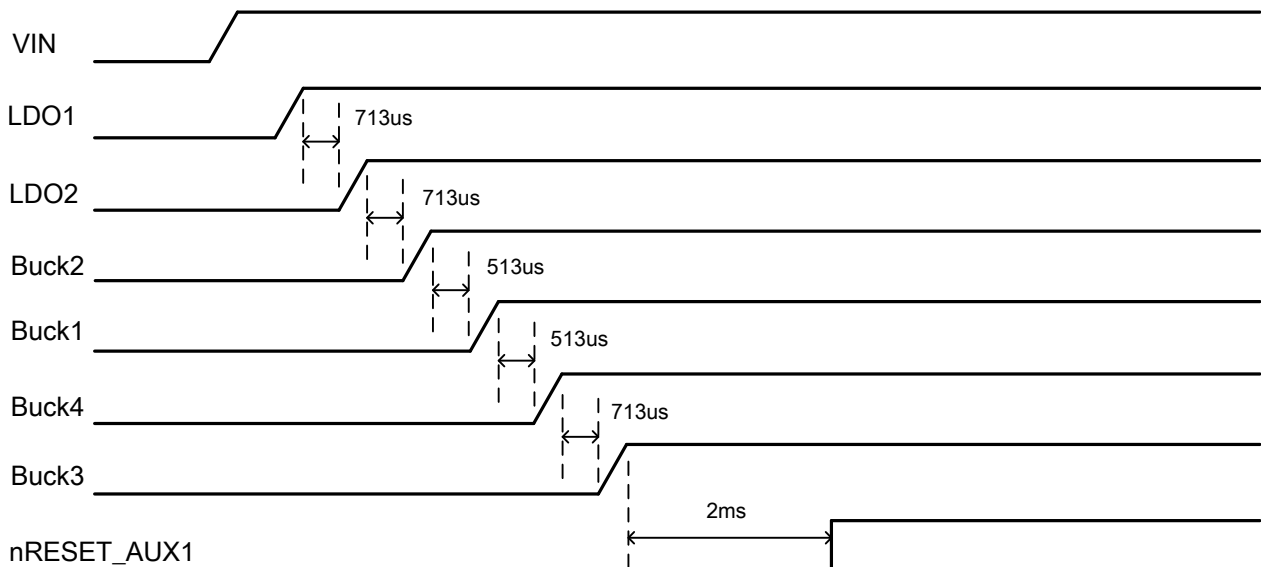 VIN
LDO1
713us
LDO2
713us
Buck2
513us
Buck1
513us
Buck4
713us
Buck3
2ms
nRESET_AUX1